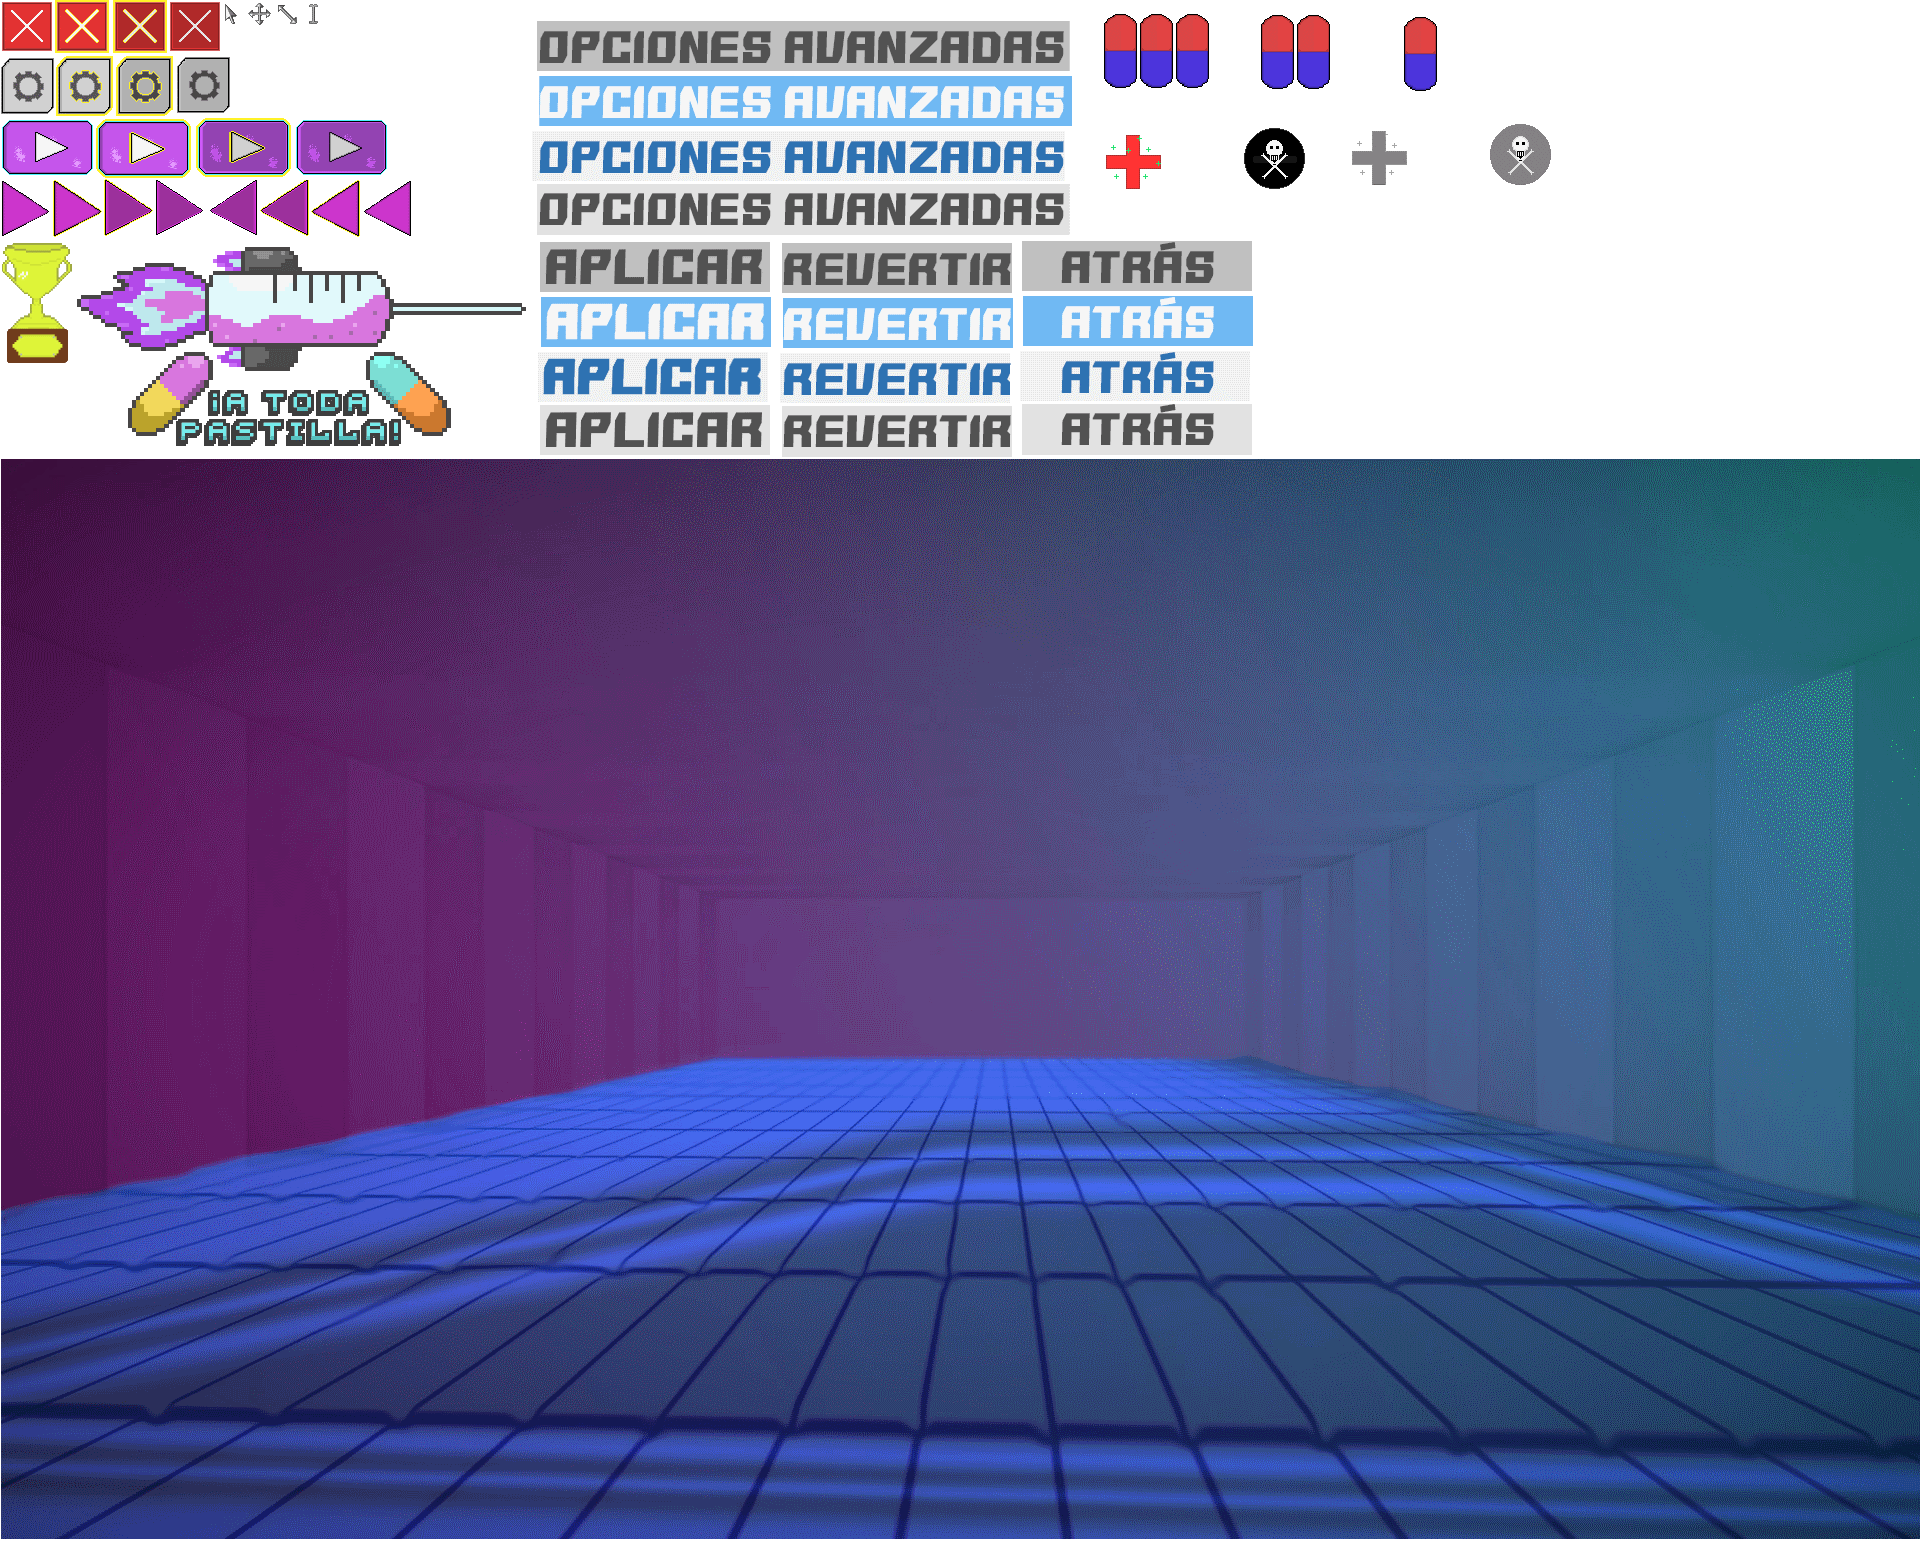 OPCIONES AVANZADAS
OPCIONES AVANZADAS
OPCIONES AVANZADAS
OPCIONES AVANZADAS
APLICAR REVERTIR ATRÁS
APLICAR REVERTIR ATRÁS
APLICAR REVERTIR ATRÁS
APLICAR REVERTIR ATRÁS
¡A TODA
PASTILLA!